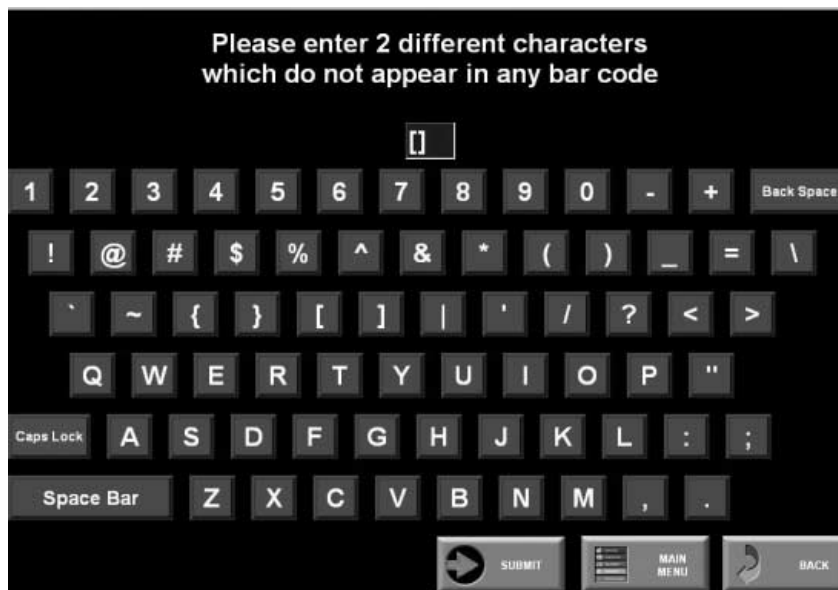 Please enter 2 different characters
which do not appear in any bar code
[]
1 2 3 4 5 6 7 8 9 0 - + Back Space
! @ # $ % ^ & * ( ) _ = \
` ~ { } [ ] | ' / ? < >
Q W E R T Y U I O P "
Caps Lock A S D F G H J K L : ;
Space Bar Z X C V B N M , .
SUBMIT MAIN MENU BACK